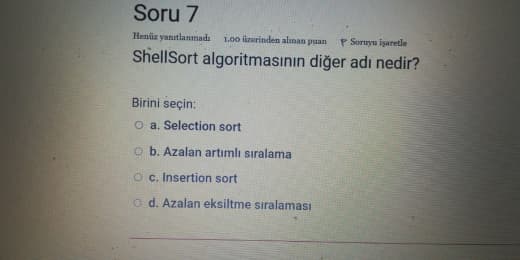 Soru 7
Henüz yanıtlanmadı 1,00 üzerinden alınan puan Soruyu işaretle
ShellSort algoritmasının diğer adı nedir?
Birini seçin:
a. Selection sort
b. Azalan artımlı sıralama
c. Insertion sort
d. Azalan eksiltme sıralaması